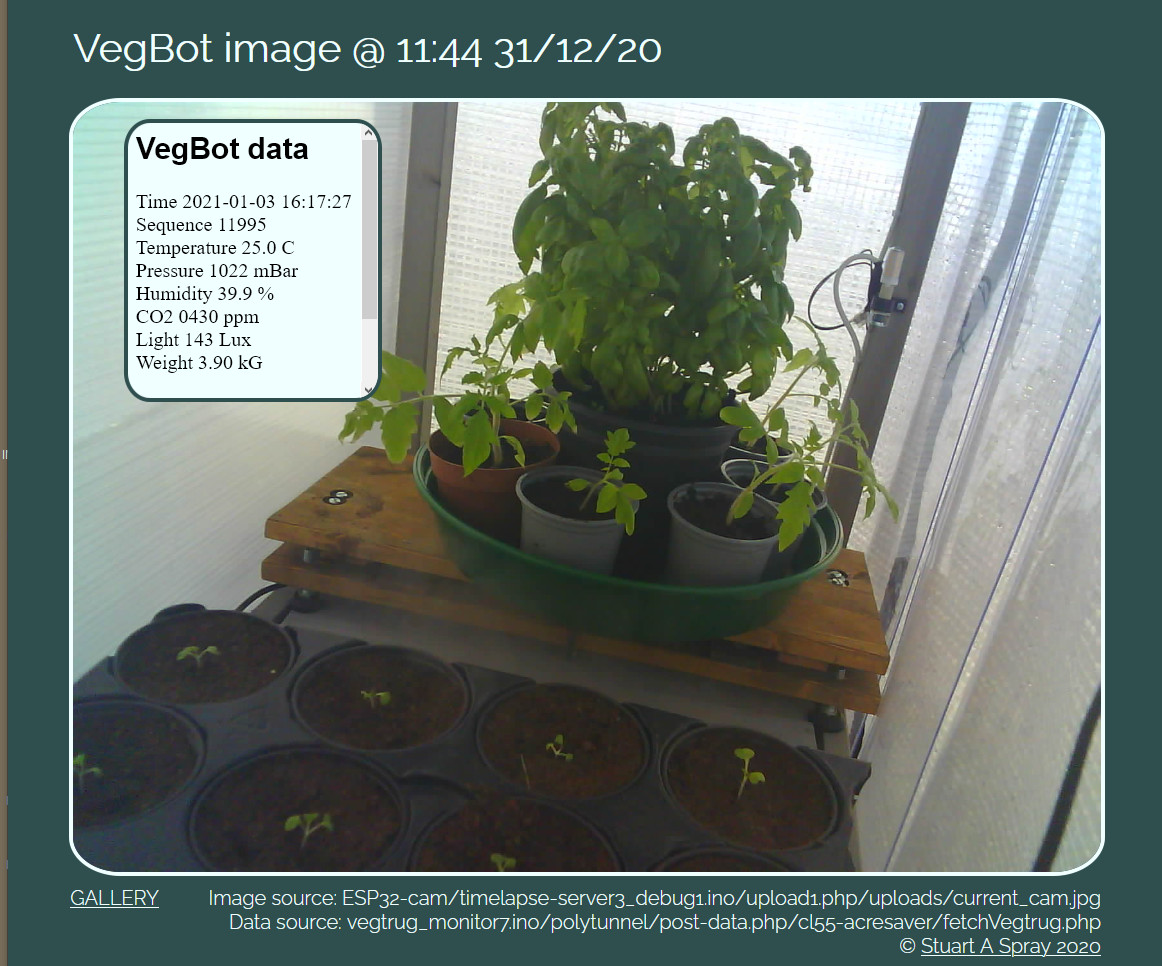 VegBot image @ 11:44 31/12/20
VegBot data
Time 2021-01-03 16:17:27
Sequence 11995
Temperature 25.0 C
Pressure 1022 mBar
Humidity 39.9 %
CO2 0430 ppm
Light 143 Lux
Weight 3.90 kG
GALLERY
Image source: ESP32-cam/timelapse-server3_debug1.ino/upload1.php/uploads/current_cam.jpg
Data source: vegtrug_monitor7.ino/polytunnel/post-data.php/cl55-acresaver/fetchVegtrug.php
© Stuart A Spray 2020